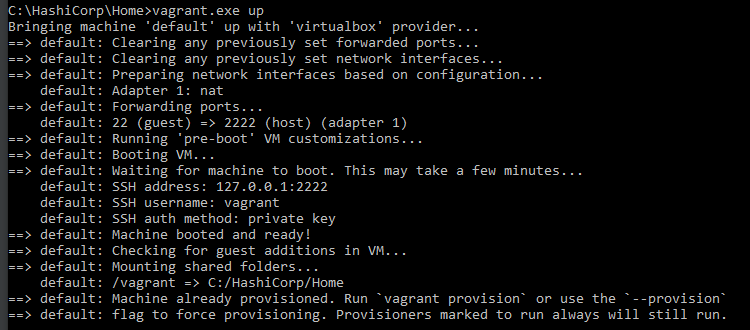 C:\HashiCorp\Home>vagrant.exe up
Bringing machine 'default' up with 'virtualbox' provider...
==> default: Clearing any previously set forwarded ports...
==> default: Clearing any previously set network interfaces...
==> default: Preparing network interfaces based on configuration...
    default: Adapter 1: nat
==> default: Forwarding ports...
    default: 22 (guest) => 2222 (host) (adapter 1)
==> default: Running 'pre-boot' VM customizations...
==> default: Booting VM...
==> default: Waiting for machine to boot. This may take a few minutes...
    default: SSH address: 127.0.0.1:2222
    default: SSH username: vagrant
    default: SSH auth method: private key
==> default: Machine booted and ready!
==> default: Checking for guest additions in VM...
==> default: Mounting shared folders...
    default: /vagrant => C:/HashiCorp/Home
==> default: Machine already provisioned. Run `vagrant provision` or use the `--provision`
==> default: flag to force provisioning. Provisioners marked to run always will still run.